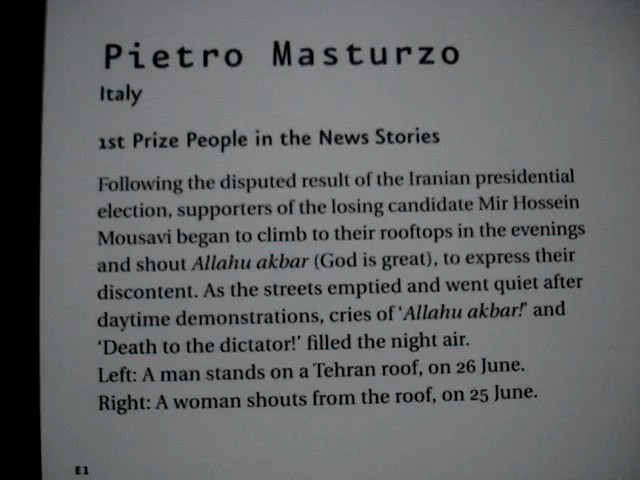 Pietro Masturzo
Italy
1st Prize People in the News Stories
Following the disputed result of the Iranian presidential
election, supporters of the losing candidate Mir Hossein
Mousavi began to climb to their rooftops in the evenings
and shout Allahu akbar (God is great), to express their
discontent. As the streets emptied and went quiet after
daytime demonstrations, cries of ‘Allahu akbar!’ and
‘Death to the dictator!’ filled the night air.
Left: A man stands on a Tehran roof, on 26 June.
Right: A woman shouts from the roof, on 25 June.
E1